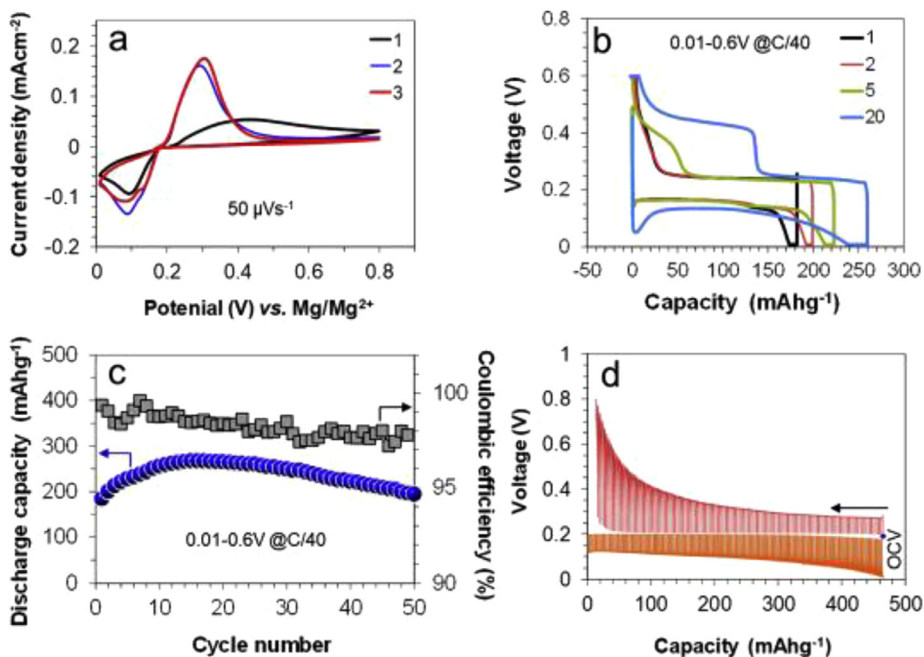 a
0.2
0.1
0
-0.1
-0.2
Current density (mAcm-2)
1
2
3
50 µVs-1
0 0.2 0.4 0.6 0.8
Potenial (V) vs. Mg/Mg2+
b
0.01-0.6V @C/40
0.8
0.6
0.4
0.2
0
Voltage (V)
1
2
5
20
-50 0 50 100 150 200 250 300
Capacity (mAhg-1)
c
500
400
300
200
100
0
Discharge capacity (mAhg-1)
100
95
90
Coulombic efficiency (%)
0.01-0.6V @C/40
0 10 20 30 40 50
Cycle number
d
1
0.8
0.6
0.4
0.2
0
Voltage (V)
OCV
0 100 200 300 400 500
Capacity (mAhg-1)